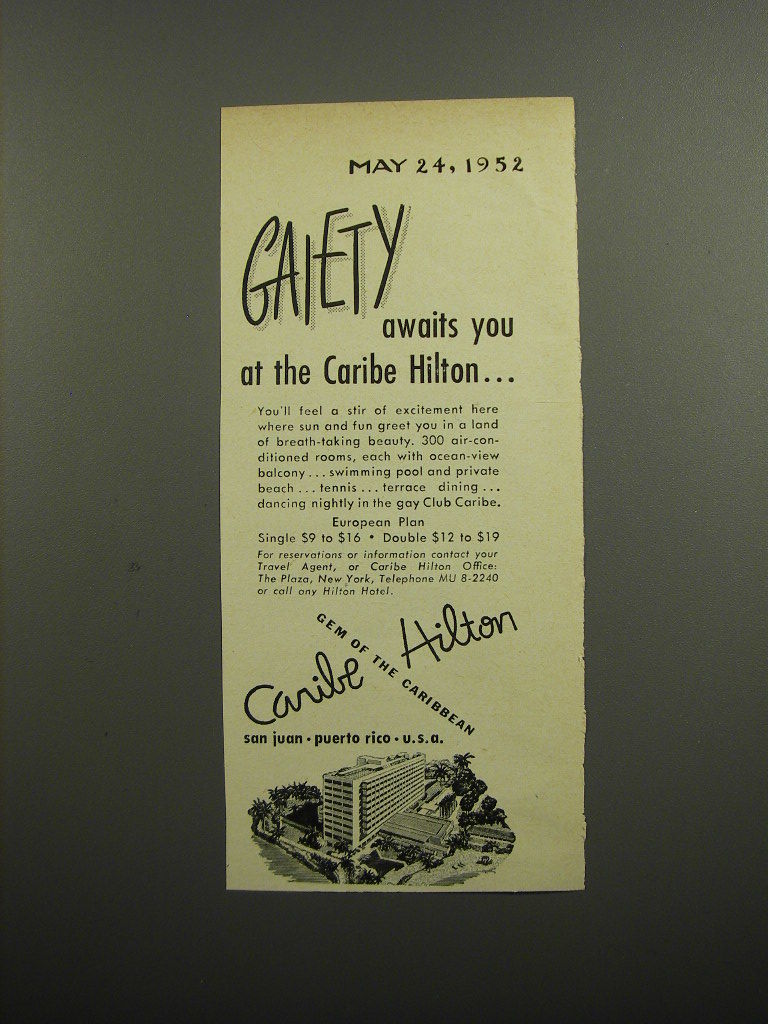 MAY 24, 1952
GAIETY
awaits you
at the Caribe Hilton...
You'll feel a stir of excitement here
where sun and fun greet you in a land
of breath-taking beauty. 300 air-con-
ditioned rooms, each with ocean-view
balcony... swimming pool and private
beach... tennis... terrace dining...
dancing nightly in the gay Club Caribe.
European Plan
Single $9 to $16 • Double $12 to $19
For reservations or information contact your
Travel Agent, or Caribe Hilton Office:
The Plaza, New York, Telephone MU 8-2240
or call any Hilton Hotel.
GEM OF THE CARIBBEAN
Caribe Hilton
san juan • puerto rico • u.s.a.